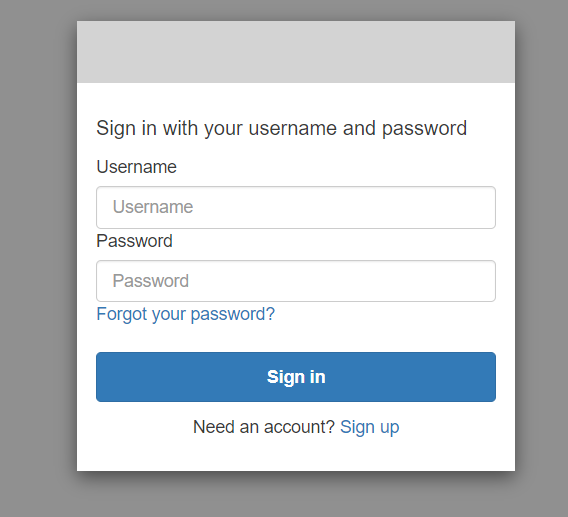 Sign in with your username and password
Username
Username
Password
Password
Forgot your password?
Sign in
Need an account? Sign up